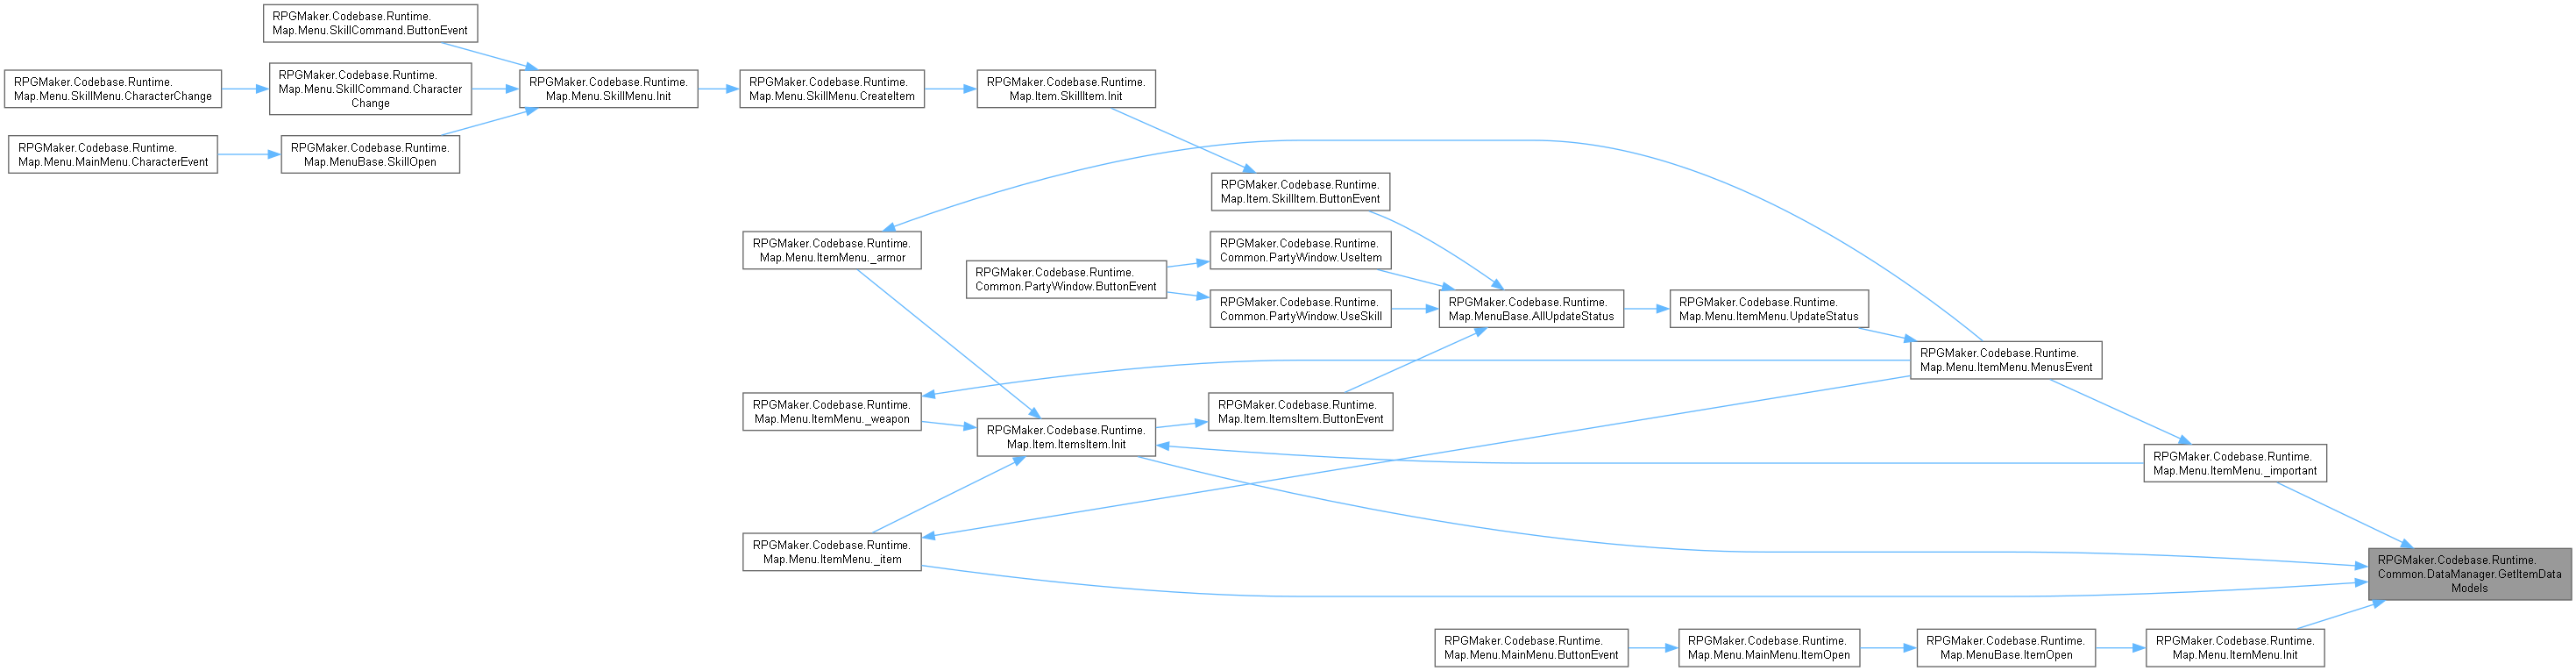 RPGMaker.Codebase.Runtime.
Map.Menu.SkillCommand.ButtonEvent
RPGMaker.Codebase.Runtime.
Map.Menu.SkillMenu.CharacterChange
RPGMaker.Codebase.Runtime.
Map.Menu.SkillCommand.Character
Change
RPGMaker.Codebase.Runtime.
Map.Menu.SkillMenu.Init
RPGMaker.Codebase.Runtime.
Map.Menu.SkillMenu.CreateItem
RPGMaker.Codebase.Runtime.
Map.Item.SkillItem.Init
RPGMaker.Codebase.Runtime.
Map.Menu.MainMenu.CharacterEvent
RPGMaker.Codebase.Runtime.
Map.MenuBase.SkillOpen
RPGMaker.Codebase.Runtime.
Map.Item.SkillItem.ButtonEvent
RPGMaker.Codebase.Runtime.
Map.Menu.ItemMenu._armor
RPGMaker.Codebase.Runtime.
Common.PartyWindow.UseItem
RPGMaker.Codebase.Runtime.
Common.PartyWindow.ButtonEvent
RPGMaker.Codebase.Runtime.
Common.PartyWindow.UseSkill
RPGMaker.Codebase.Runtime.
Map.MenuBase.AllUpdateStatus
RPGMaker.Codebase.Runtime.
Map.Menu.ItemMenu.UpdateStatus
RPGMaker.Codebase.Runtime.
Map.Menu.ItemMenu.MenusEvent
RPGMaker.Codebase.Runtime.
Map.Menu.ItemMenu._weapon
RPGMaker.Codebase.Runtime.
Map.Item.ItemsItem.ButtonEvent
RPGMaker.Codebase.Runtime.
Map.Item.ItemsItem.Init
RPGMaker.Codebase.Runtime.
Map.Menu.ItemMenu._important
RPGMaker.Codebase.Runtime.
Map.Menu.ItemMenu._item
RPGMaker.Codebase.Runtime.
Common.DataManager.GetItemData
Models
RPGMaker.Codebase.Runtime.
Map.Menu.MainMenu.ButtonEvent
RPGMaker.Codebase.Runtime.
Map.Menu.MainMenu.ItemOpen
RPGMaker.Codebase.Runtime.
Map.MenuBase.ItemOpen
RPGMaker.Codebase.Runtime.
Map.Menu.ItemMenu.Init